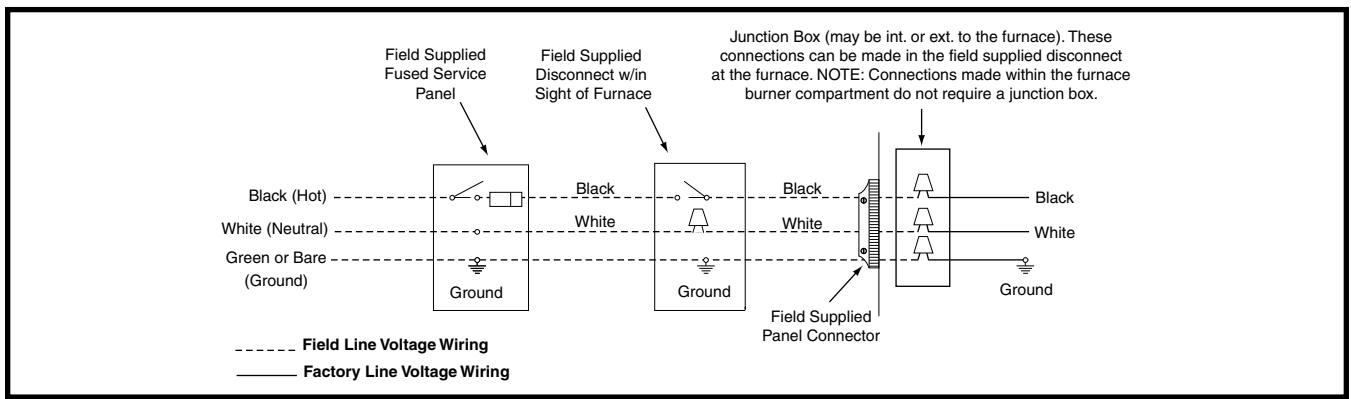 Field Supplied
Fused Service
Panel
Field Supplied
Disconnect w/in
Sight of Furnace
Junction Box (may be int. or ext. to the furnace). These
connections can be made in the field supplied disconnect
at the furnace. NOTE: Connections made within the furnace
burner compartment do not require a junction box.
Black (Hot)
Black
Black
Black
White (Neutral)
White
White
White
Green or Bare
(Ground)
Ground
Ground
Ground
Field Supplied
Panel Connector
Field Line Voltage Wiring
Factory Line Voltage Wiring